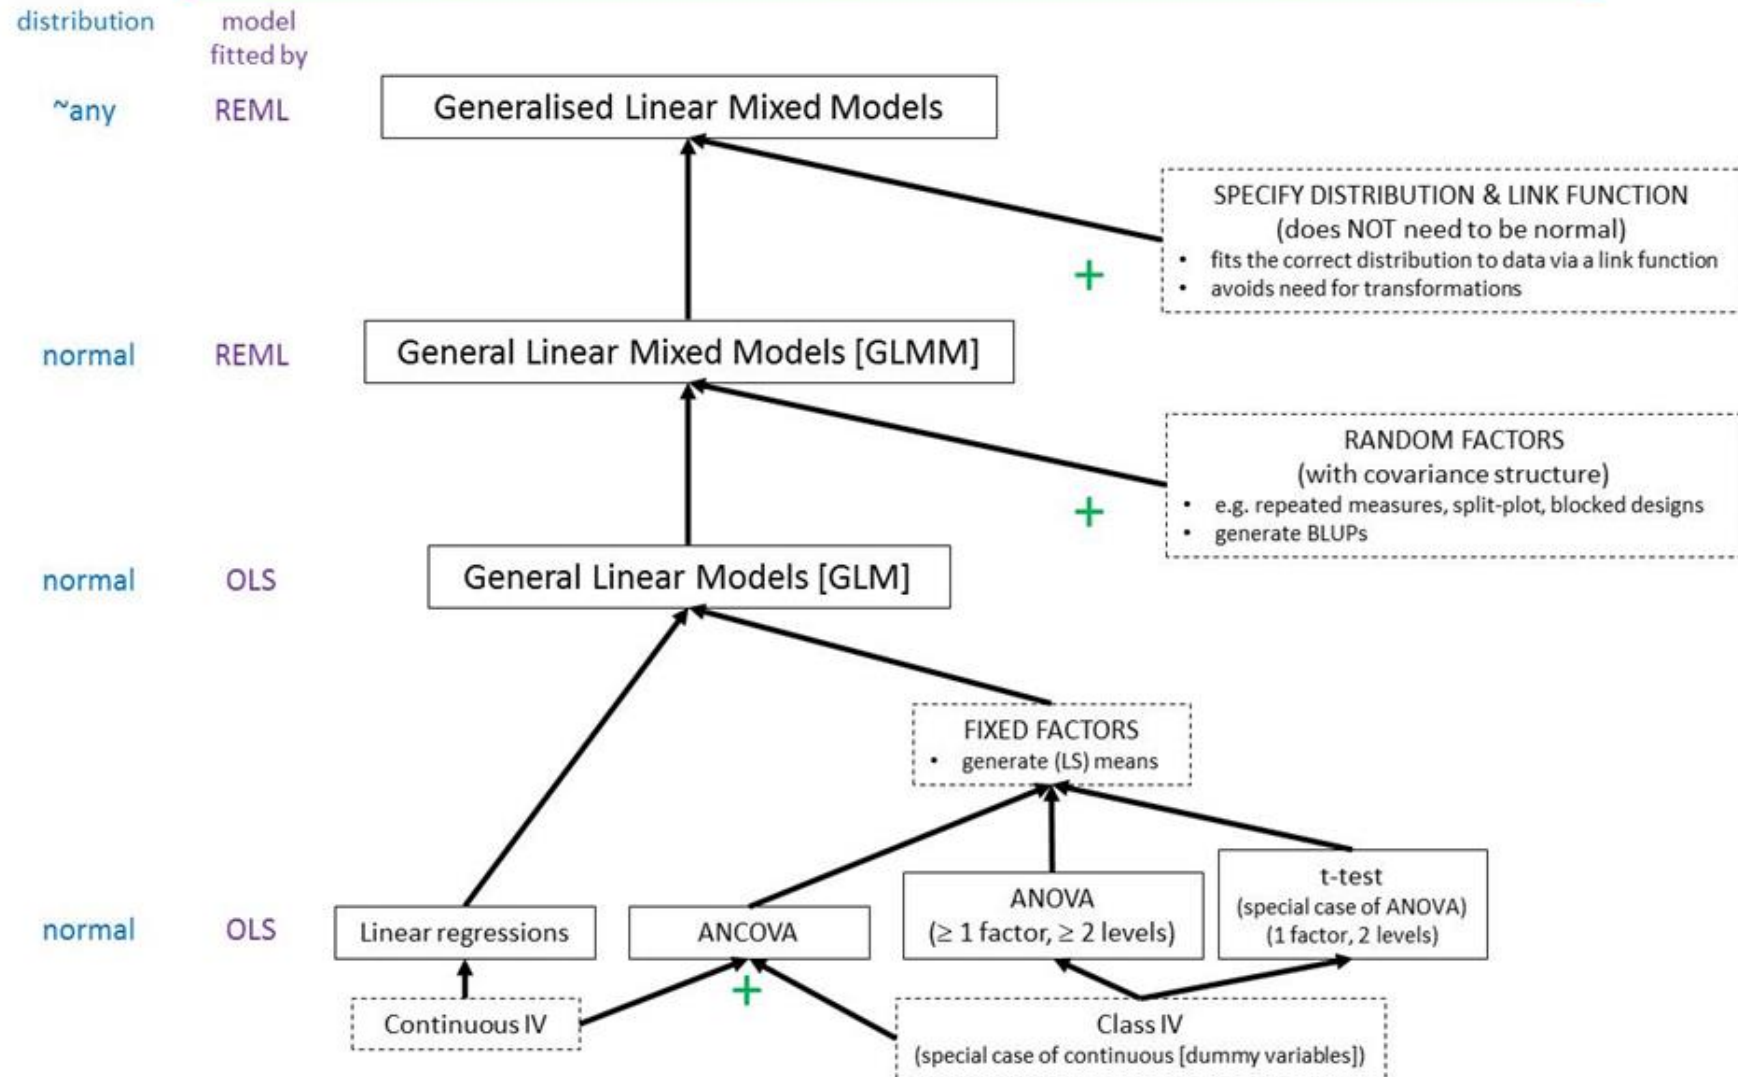 distribution
model
fitted by
~any
REML
Generalised Linear Mixed Models
SPECIFY DISTRIBUTION & LINK FUNCTION
(does NOT need to be normal)
• fits the correct distribution to data via a link function
• avoids need for transformations
+
normal
REML
General Linear Mixed Models [GLMM]
RANDOM FACTORS
(with covariance structure)
• e.g. repeated measures, split-plot, blocked designs
• generate BLUPs
+
normal
OLS
General Linear Models [GLM]
FIXED FACTORS
• generate (LS) means
normal
OLS
Linear regressions
ANCOVA
ANOVA
(≥ 1 factor, ≥ 2 levels)
t-test
(special case of ANOVA)
(1 factor, 2 levels)
+
Continuous IV
Class IV
(special case of continuous [dummy variables])